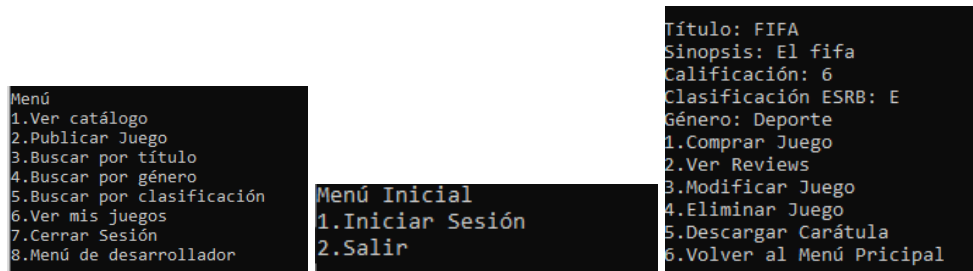 Menú
1.Ver catálogo
2.Publicar Juego
3.Buscar por título
4.Buscar por género
5.Buscar por clasificación
6.Ver mis juegos
7.Cerrar Sesión
8.Menú de desarrollador
Menú Inicial
1.Iniciar Sesión
2.Salir
Título: FIFA
Sinopsis: El fifa
Calificación: 6
Clasificación ESRB: E
Género: Deporte
1.Comprar Juego
2.Ver Reviews
3.Modificar Juego
4.Eliminar Juego
5.Descargar Carátula
6.Volver al Menú Pricipal